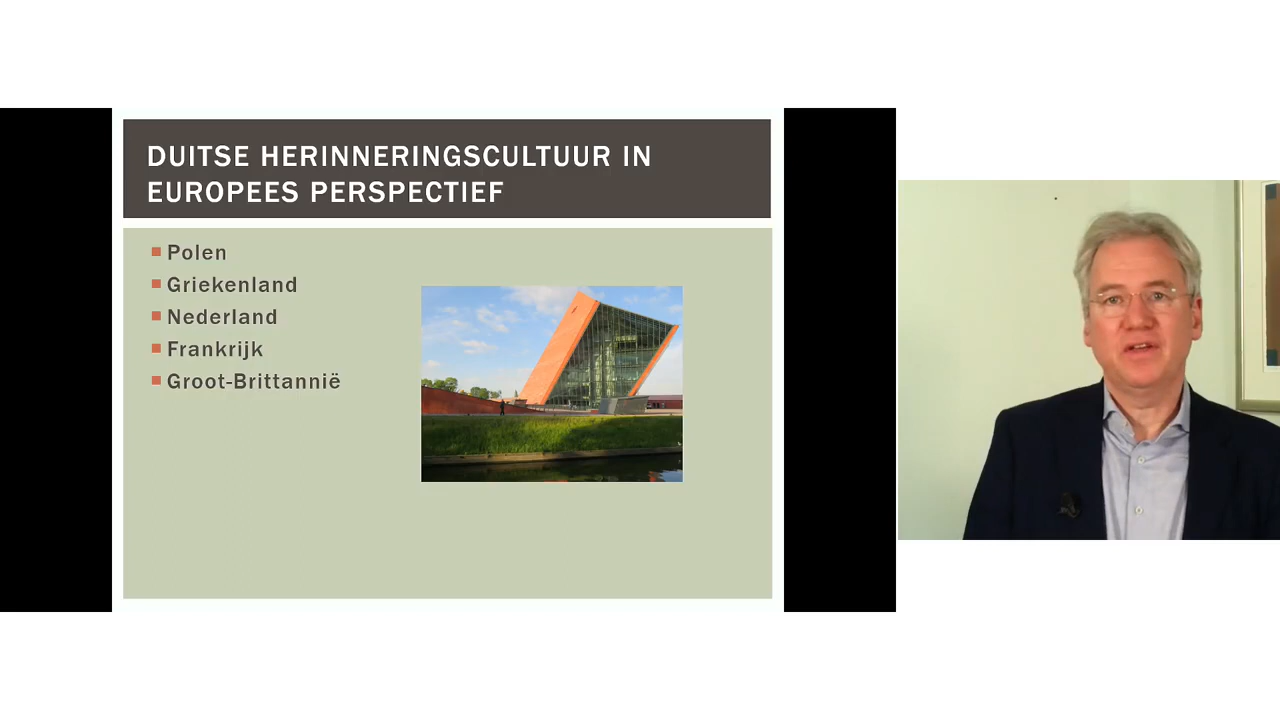 DUITSE HERINNERINGSCULTUUR IN
EUROPEES PERSPECTIEF
Polen
Griekenland
Nederland
Frankrijk
Groot-Brittannië